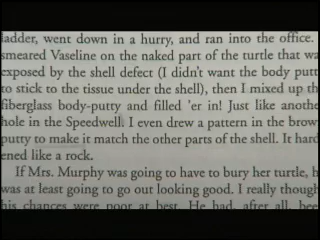 ladder, went down in a hurry, and ran into the office.
smeared Vaseline on the naked part of the turtle that wa
exposed by the shell defect (I didn't want the body putt
to stick to the tissue under the shell), then I mixed up th
fiberglass body-putty and filled 'er in! Just like anothe
hole in the Speedwell. I even drew a pattern in the brow
putty to make it match the other parts of the shell. It hard
ened like a rock.
If Mrs. Murphy was going to have to bury her turtle, h
was at least going to go out looking good. I really though
his chances were poor at best. He had, after all, bee